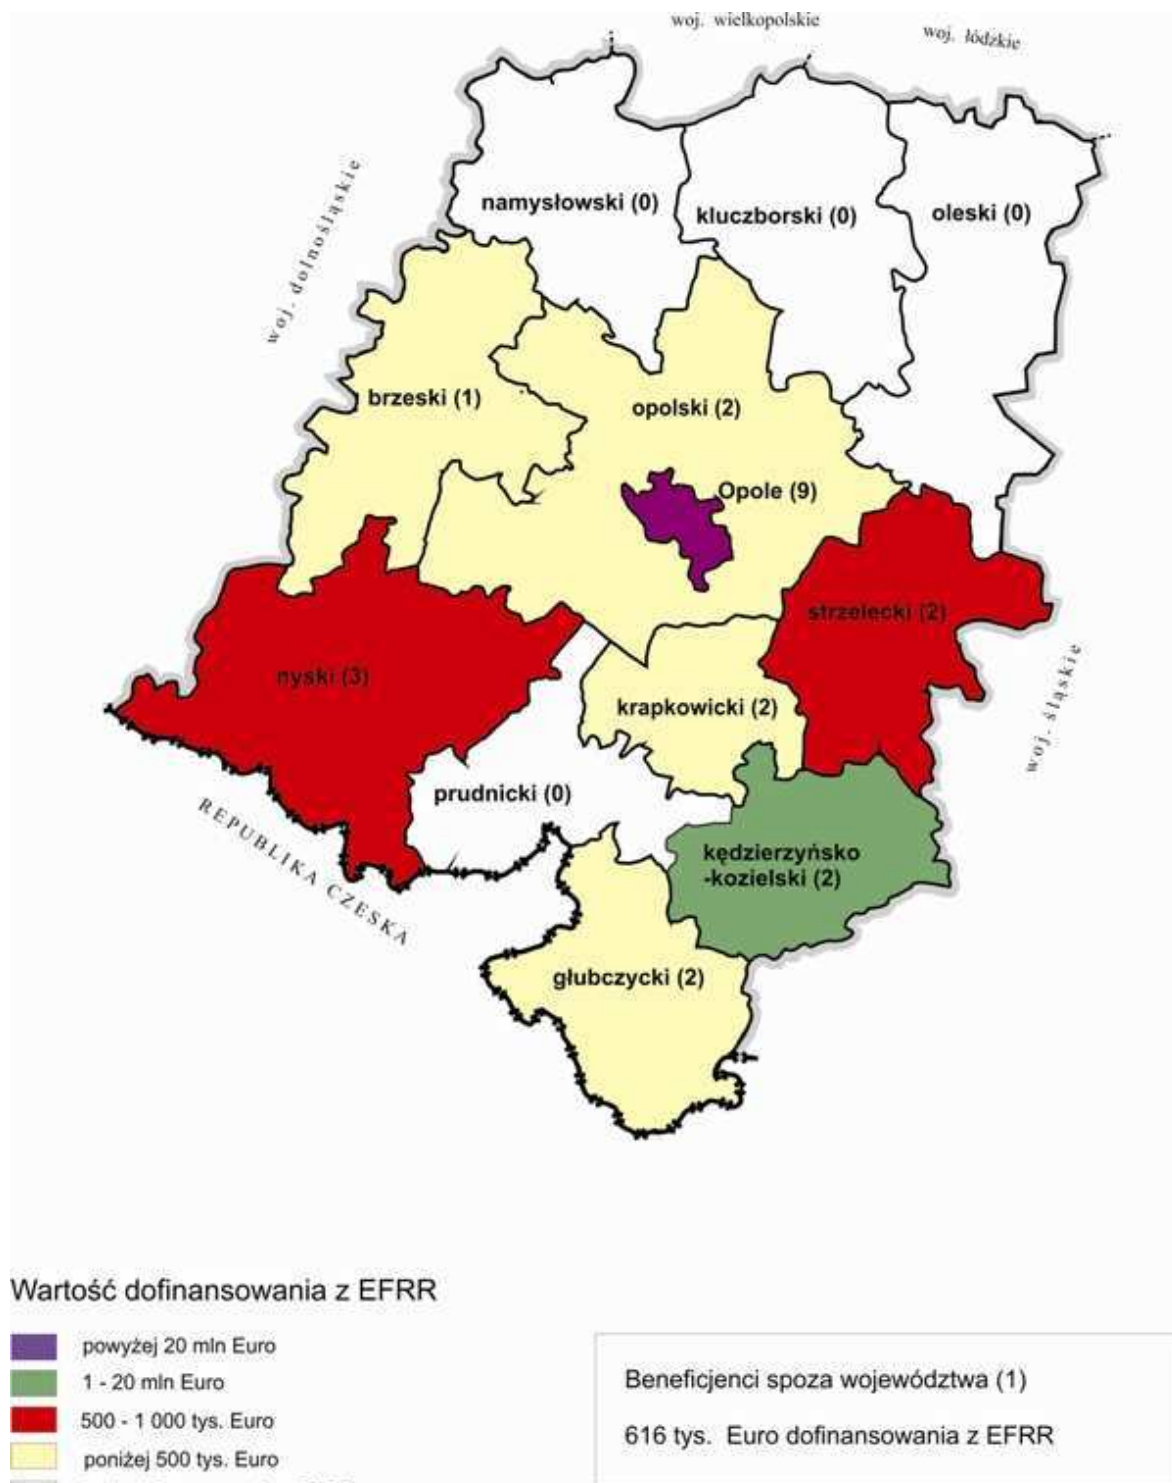 woj. wielkopolskie
woj. łódzkie
woj. dolnośląskie
namysłowski (0)
kluczborski (0)
oleski (0)
brzeski (1)
opolski (2)
Opole (9)
strzelecki (2)
nyski (3)
krapkowicki (2)
woj. śląskie
prudnicki (0)
REPUBLIKA CZESKA
kędzierzyńsko
-kozielski (2)
głubczycki (2)
Wartość dofinansowania z EFRR
powyżej 20 mln Euro
1 - 20 mln Euro
500 - 1 000 tys. Euro
poniżej 500 tys. Euro
Beneficjenci spoza województwa (1)
616 tys. Euro dofinansowania z EFRR